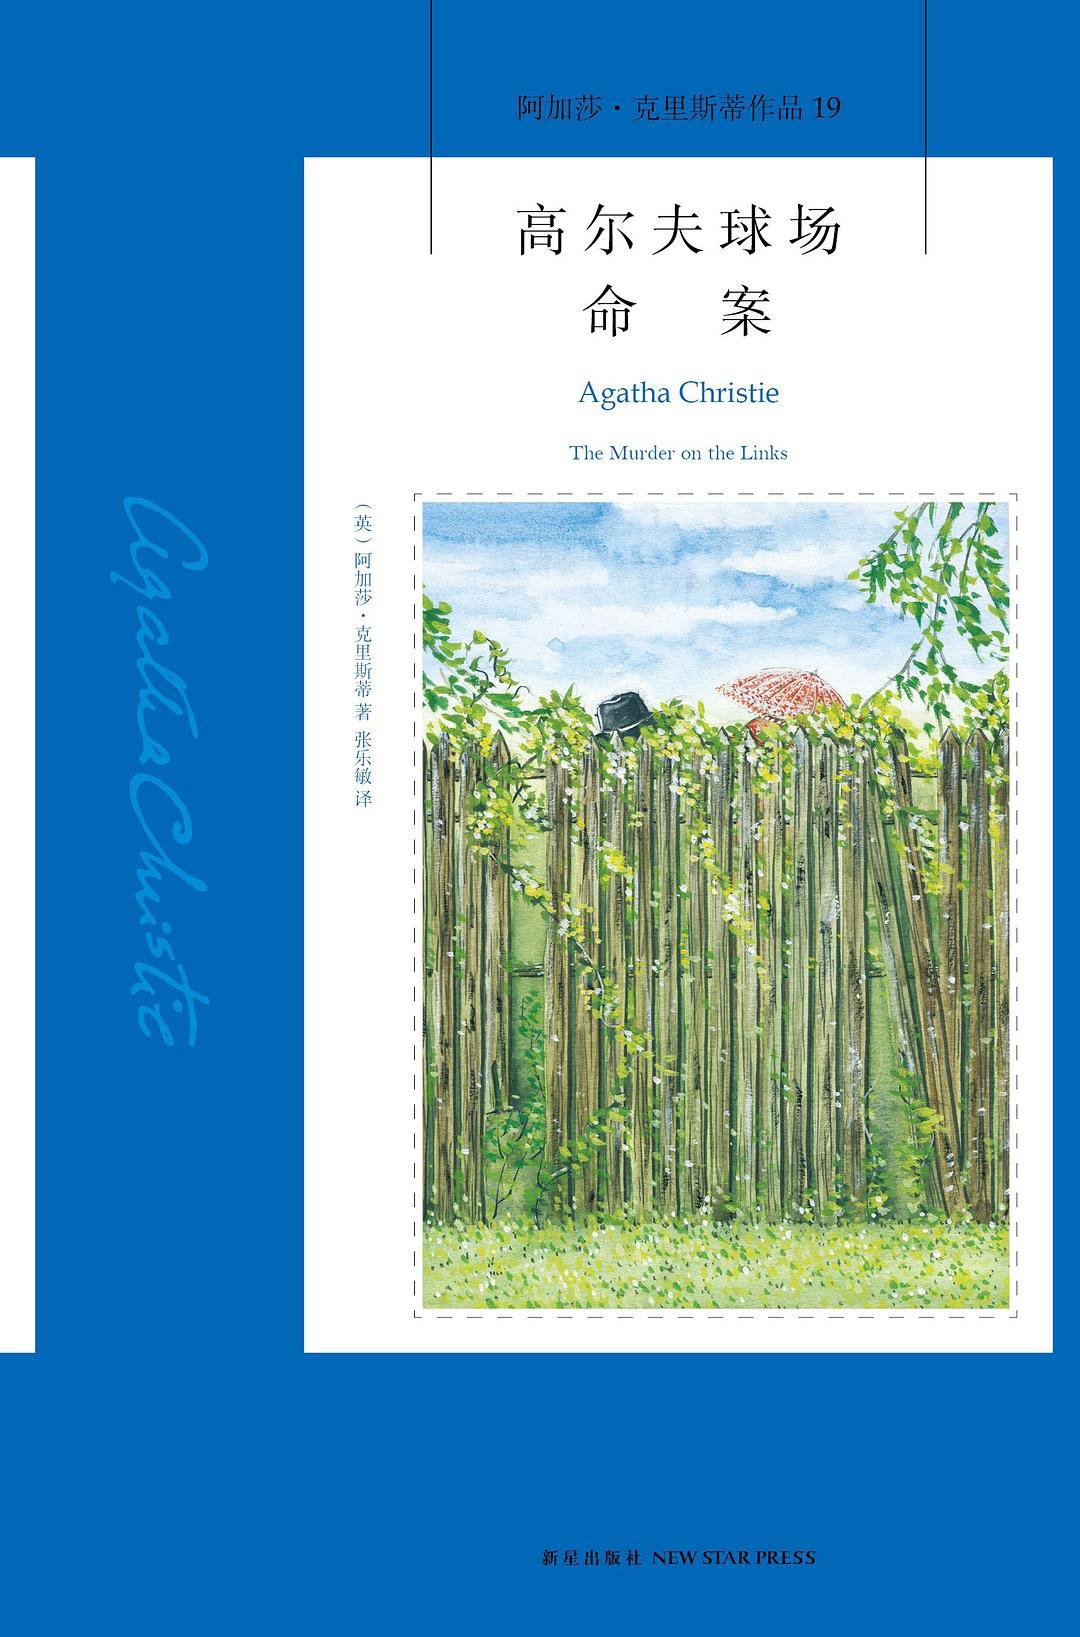 阿加莎·克里斯蒂作品 19
高尔夫球场
命案
Agatha Christie
The Murder on the Links
（英）阿加莎·克里斯蒂 著 张乐敏 译
Agatha Christie
新星出版社 NEW STAR PRESS